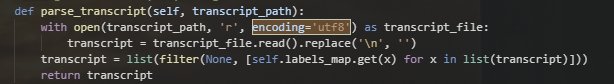 def parse_transcript(self, transcript_path):
with open(transcript_path, 'r', encoding='utf8') as transcript_file:
transcript = transcript_file.read().replace('\n', '')
transcript = list(filter(None, [self.labels_map.get(x) for x in list(transcript)]))
return transcript